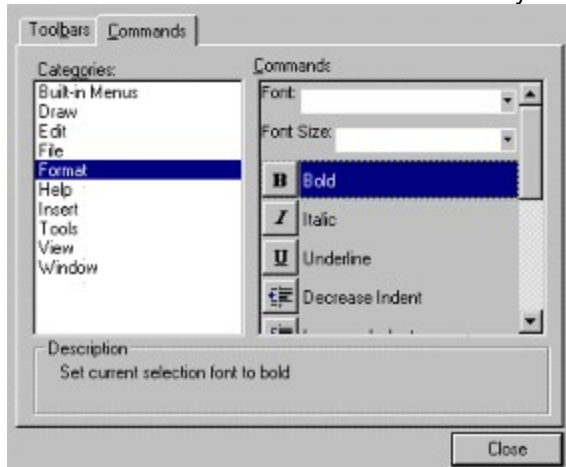 Toolbars Commands
Categories:
Built-in Menus
Draw
Edit
File
Format
Help
Insert
Tools
View
Window
Commands
Font:
Font Size:
B Bold
I Italic
U Underline
Decrease Indent
Description
Set current selection font to bold
Close